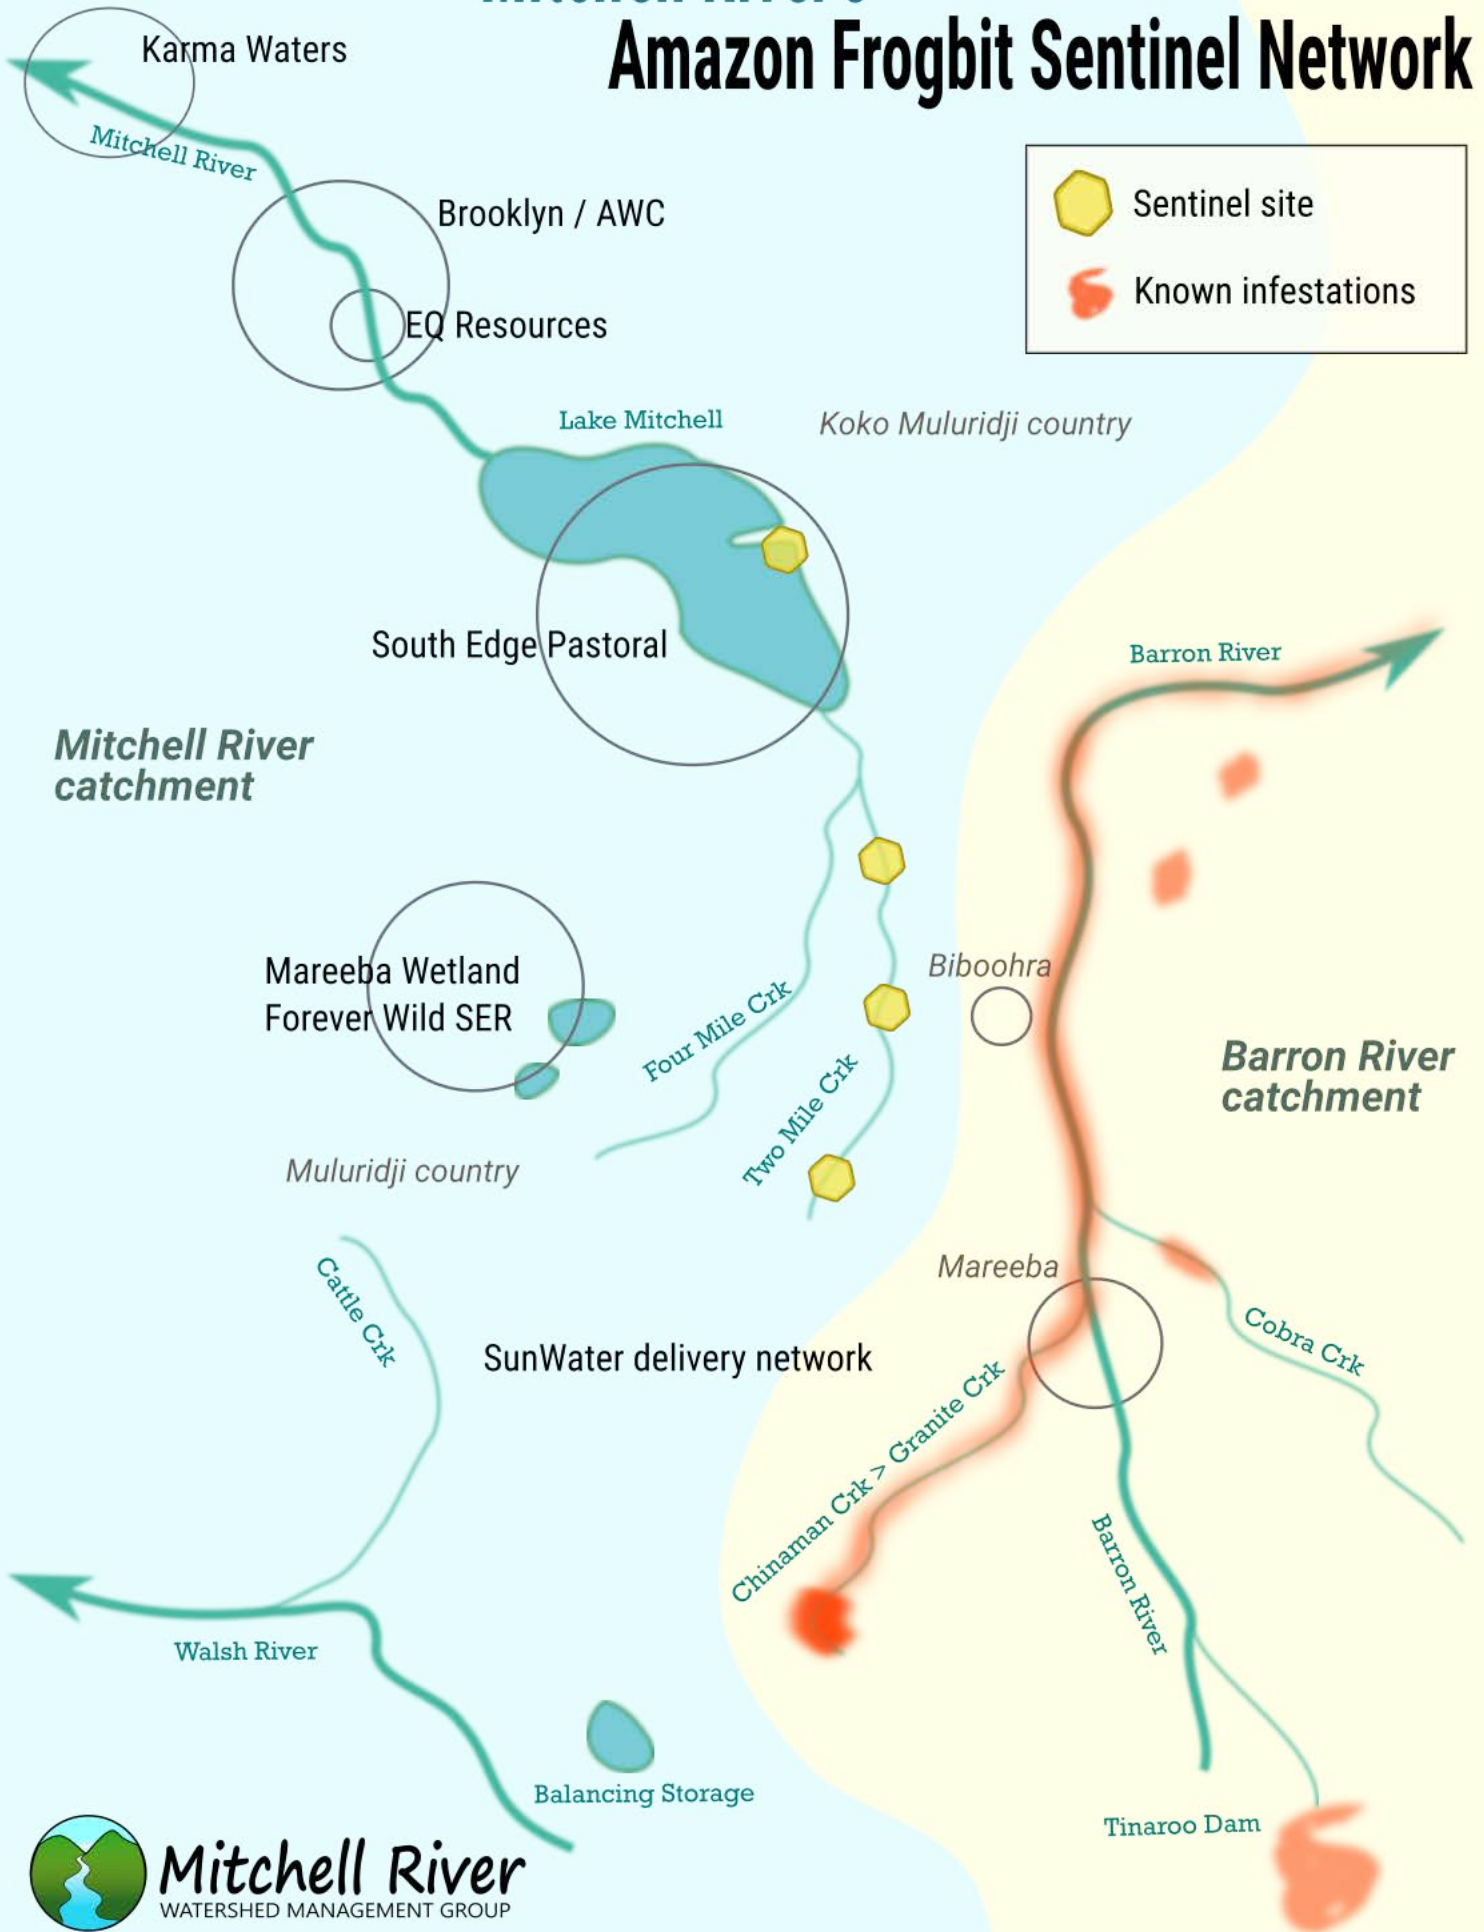 Amazon Frogbit Sentinel Network
Karma Waters
Mitchell River
Sentinel site
Brooklyn / AWC
Known infestations
EQ Resources
Lake Mitchell
Koko Muluridji country
South Edge Pastoral
Barron River
Mitchell River
catchment
Mareeba Wetland
Forever Wild SER
Biboohra
Four Mile Crk
Two Mile Crk
Barron River
catchment
Muluridji country
Cattle Crk
Mareeba
Cobra Crk
SunWater delivery network
Chinaman Crk > Granite Crk
Barron River
Walsh River
Balancing Storage
Tinaroo Dam
Mitchell River
WATERSHED MANAGEMENT GROUP